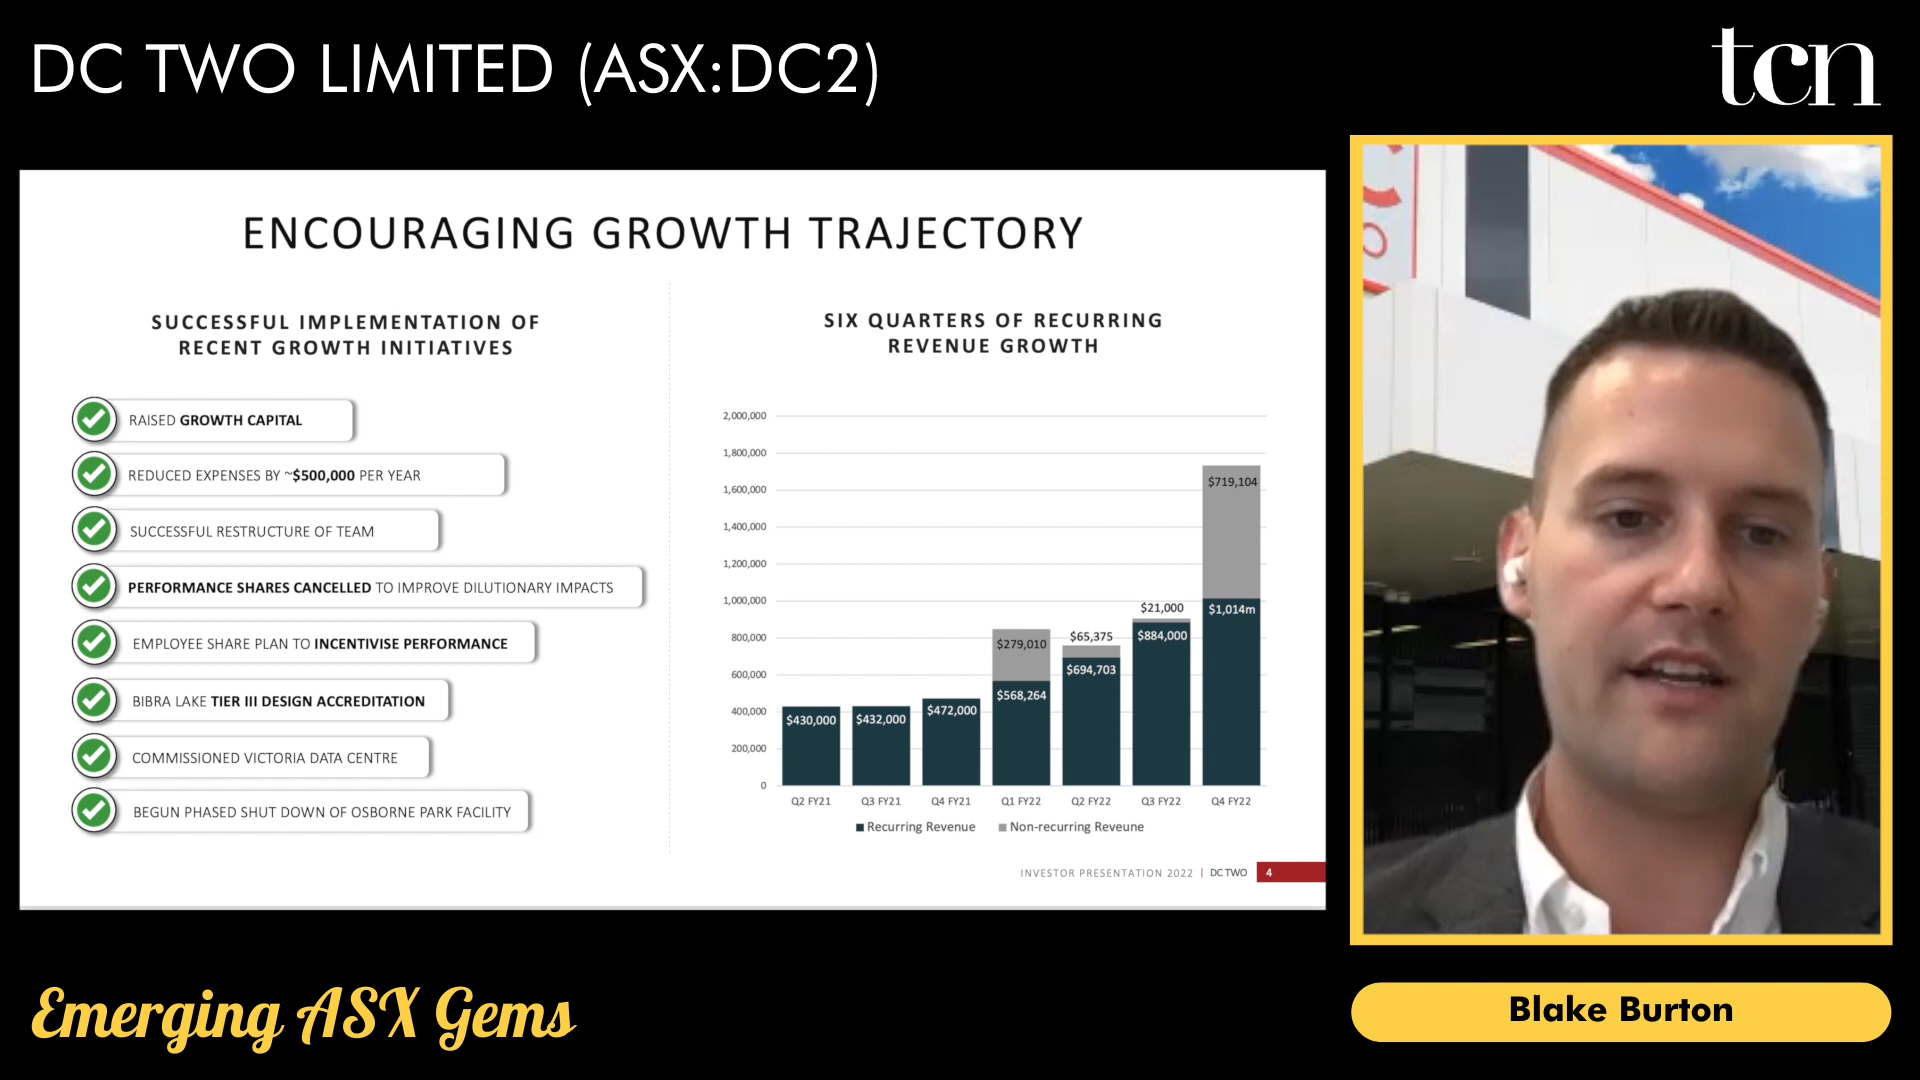 DC TWO LIMITED (ASX:DC2)
tcn
ENCOURAGING GROWTH TRAJECTORY
SUCCESSFUL IMPLEMENTATION OF
RECENT GROWTH INITIATIVES
RAISED GROWTH CAPITAL
REDUCED EXPENSES BY ~$500,000 PER YEAR
SUCCESSFUL RESTRUCTURE OF TEAM
PERFORMANCE SHARES CANCELLED TO IMPROVE DILUTIONARY IMPACTS
EMPLOYEE SHARE PLAN TO INCENTIVISE PERFORMANCE
BIBRA LAKE TIER III DESIGN ACCREDITATION
COMMISSIONED VICTORIA DATA CENTRE
BEGUN PHASED SHUT DOWN OF OSBORNE PARK FACILITY
SIX QUARTERS OF RECURRING
REVENUE GROWTH
2,000,000
1,800,000
1,600,000
1,400,000
1,200,000
1,000,000
800,000
600,000
400,000
200,000
0
$430,000
$432,000
$472,000
$279,010
$568,264
$65,375
$694,703
$21,000
$884,000
$719,104
$1,014m
Q2 FY21 Q3 FY21 Q4 FY21 Q1 FY22 Q2 FY22 Q3 FY22 Q4 FY22
Recurring Revenue Non-recurring Reveune
INVESTOR PRESENTATION 2022 | DC TWO 4
Emerging ASX Gems
Blake Burton